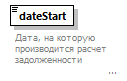 dateStart
Дата, на которую
производится расчет
задолженности
...